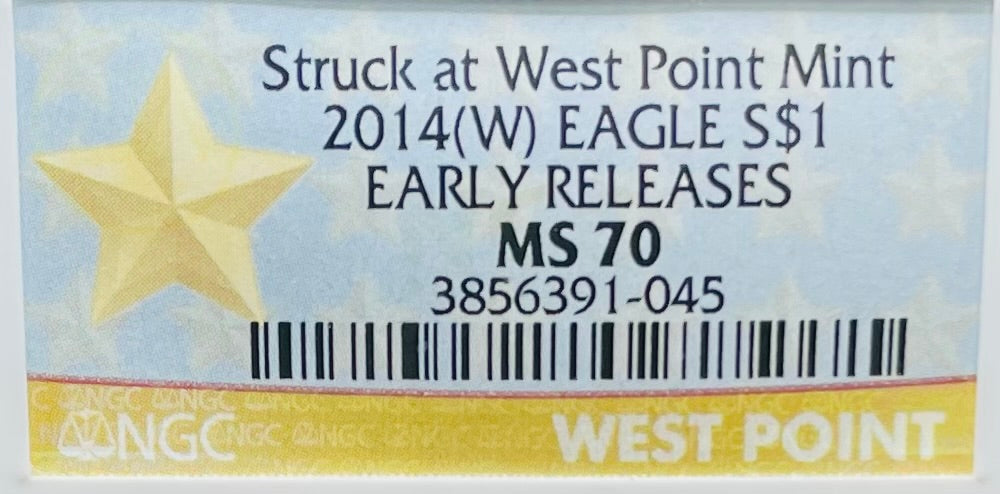 Struck at West Point Mint
2014(W) EAGLE S$1
EARLY RELEASES
MS 70
3856391-045
NGC WEST POINT